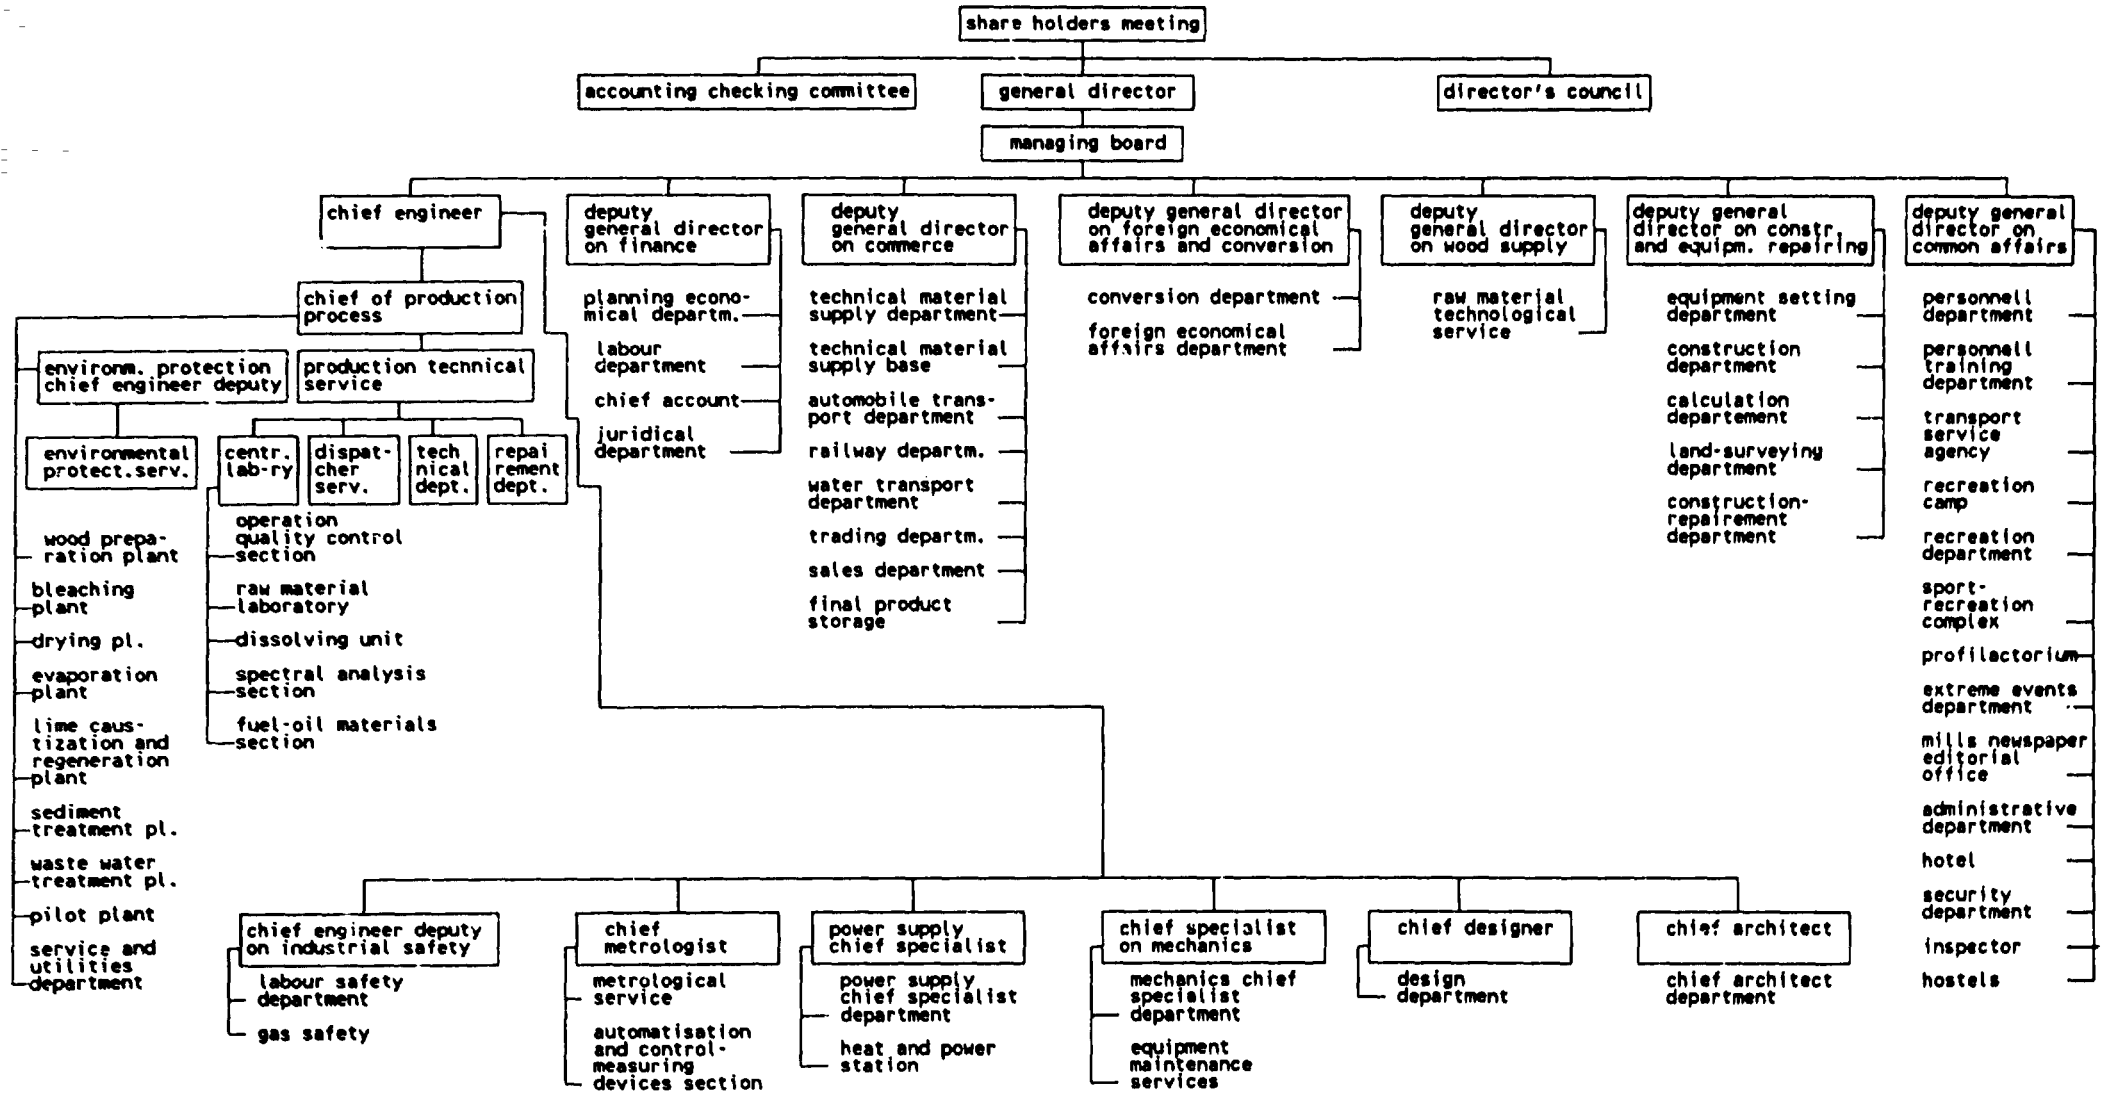 share holders meeting
accounting checking committee
general director
director's council
managing board
chief engineer
deputy
general director
on finance
deputy
general director
on commerce
deputy general director
on foreign economical
affairs and conversion
deputy
general director
on wood supply
deputy general
director on constr.
and equipm. repairing
deputy general
director on
common affairs
chief of production
process
environm. protection
chief engineer deputy
production technical
service
environmental
protect.serv.
centr.
lab-ry
dispat-
cher
serv.
tech
nical
dept.
repai
rement
dept.
wood prepa-
ration plant
bleaching
plant
drying pl.
evaporation
plant
lime caus-
tization and
regeneration
plant
sediment
treatment pl.
waste water
treatment pl.
pilot plant
service and
utilities
department
operation
quality control
section
raw material
laboratory
dissolving unit
spectral analysis
section
fuel-oil materials
section
planning econo-
mical departm.
labour
department
chief account
juridical
department
technical material
supply department
technical material
supply base
automobile trans-
port department
railway departm.
water transport
department
trading departm.
sales department
final product
storage
conversion department
foreign economical
affairs department
raw material
technological
service
equipment setting
department
construction
department
calculation
departement
land-surveying
department
construction-
repairement
department
personnell
department
personnell
training
department
transport
service
agency
recreation
camp
recreation
department
sport-
recreation
complex
profilactorium
extreme events
department
mills newspaper
editorial
office
administrative
department
hotel
security
department
inspector
hostels
chief engineer deputy
on industrial safety
labour safety
department
gas safety
chief
metrologist
metrological
service
automatisation
and control-
measuring
devices section
power supply
chief specialist
power supply
chief specialist
department
heat and power
station
chief specialist
on mechanics
mechanics chief
specialist
department
equipment
maintenance
services
chief designer
design
department
chief architect
chief architect
department